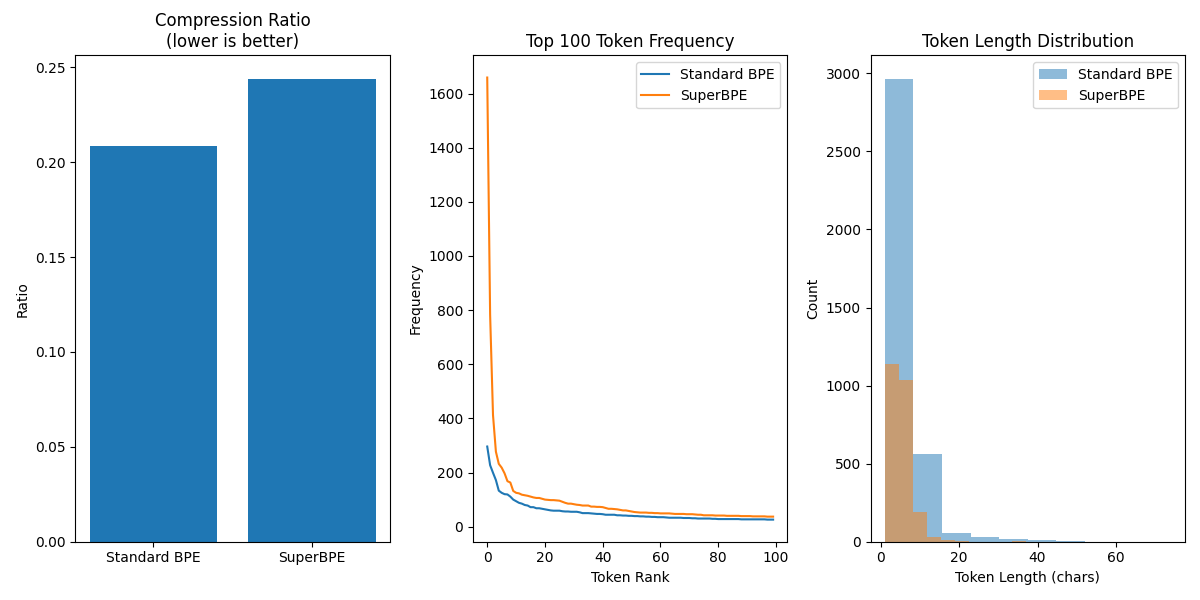 Compression Ratio
(lower is better)
Ratio
0.25
0.20
0.15
0.10
0.05
0.00
Standard BPE
SuperBPE
Top 100 Token Frequency
Standard BPE
SuperBPE
Frequency
1600
1400
1200
1000
800
600
400
200
0
0 20 40 60 80 100
Token Rank
Token Length Distribution
Standard BPE
SuperBPE
Count
3000
2500
2000
1500
1000
500
0
0 20 40 60
Token Length (chars)